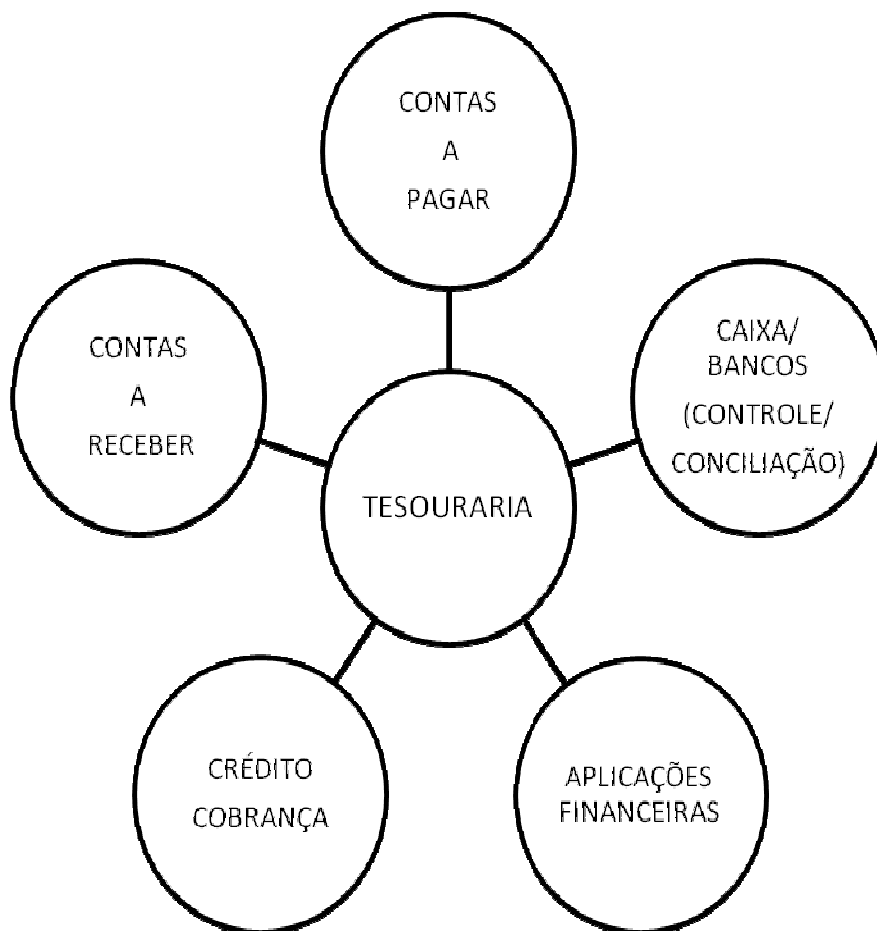 CONTAS
A
PAGAR
CONTAS
A
RECEBER
CAIXA/
BANCOS
(CONTROLE/
CONCILIAÇÃO)
TESOURARIA
CRÉDITO
COBRANÇA
APLICAÇÕES
FINANCEIRAS